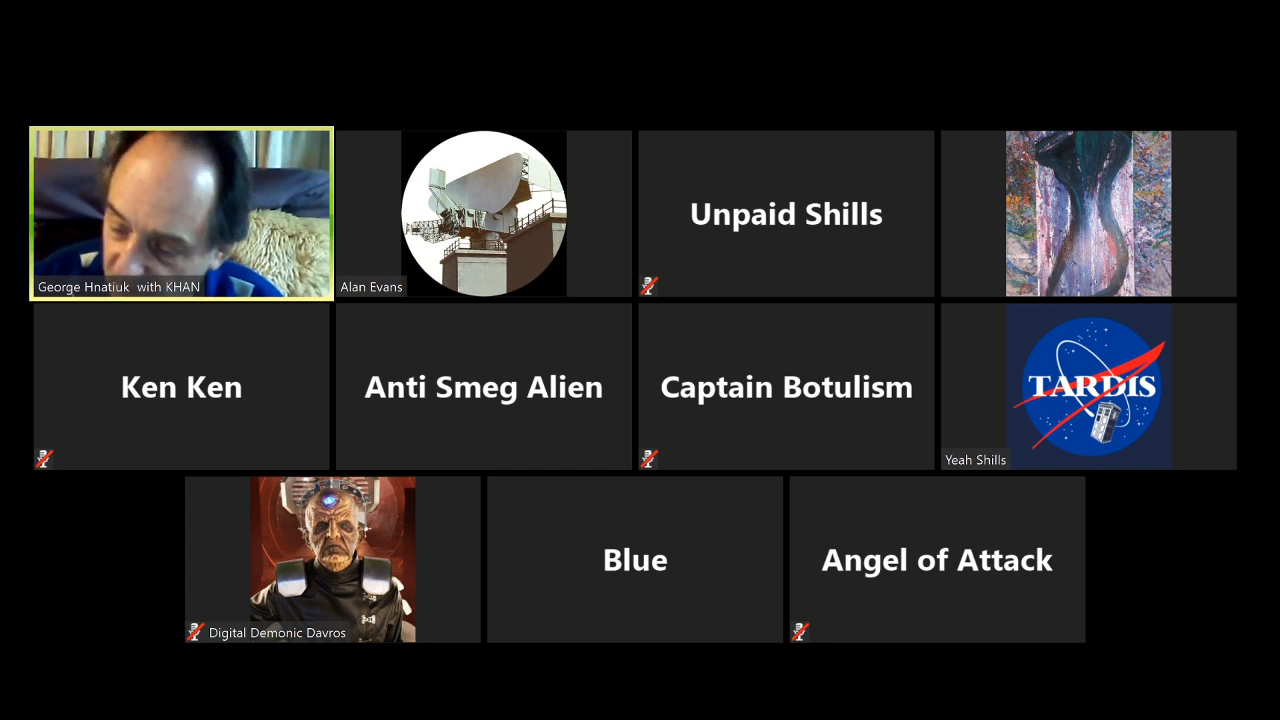 George Hnatiuk  with KHAN
Alan Evans
Unpaid Shills
Ken Ken
Anti Smeg Alien
Captain Botulism
TARDIS
Yeah Shills
Digital Demonic Davros
Blue
Angel of Attack